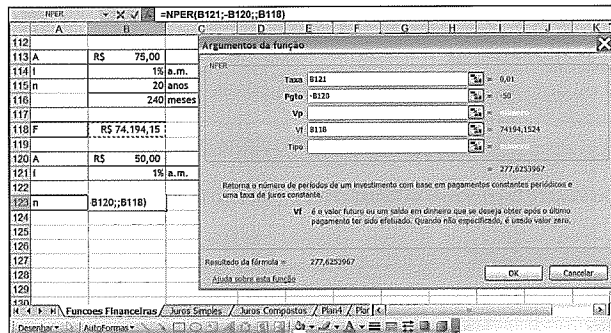 NPER =NPER(B121;-B120;;B118)
A B C D E F G H I J K
112
113 A R$ 75,00
114 i 1% a.m.
115 n 20 anos
116 240 meses
117
118 F R$ 74.194,15
119
120 A R$ 50,00
121 i 1% a.m.
122
123 n B120;;B118)
124
125
126
127
128
129
130
Argumentos da função
NPER
Taxa B121 = 0,01
Pgto -B120 = -50
Vp =
Vf B118 = 74194,1524
Tipo =
= 277,6253967
Retorna o número de períodos de um investimento com base em pagamentos constantes periódicos e
uma taxa de juros constante.
Vf é o valor futuro ou um saldo em dinheiro que se deseja obter após o último
pagamento ter sido efetuado. Quando não especificado, é usado valor zero.
Resultado da fórmula = 277,6253967
Ajuda sobre esta função
OK Cancelar
Funcoes Financeiras / Juros Simples / Juros Compostos / Plan4 / Plar
Desenhar AutoFormas